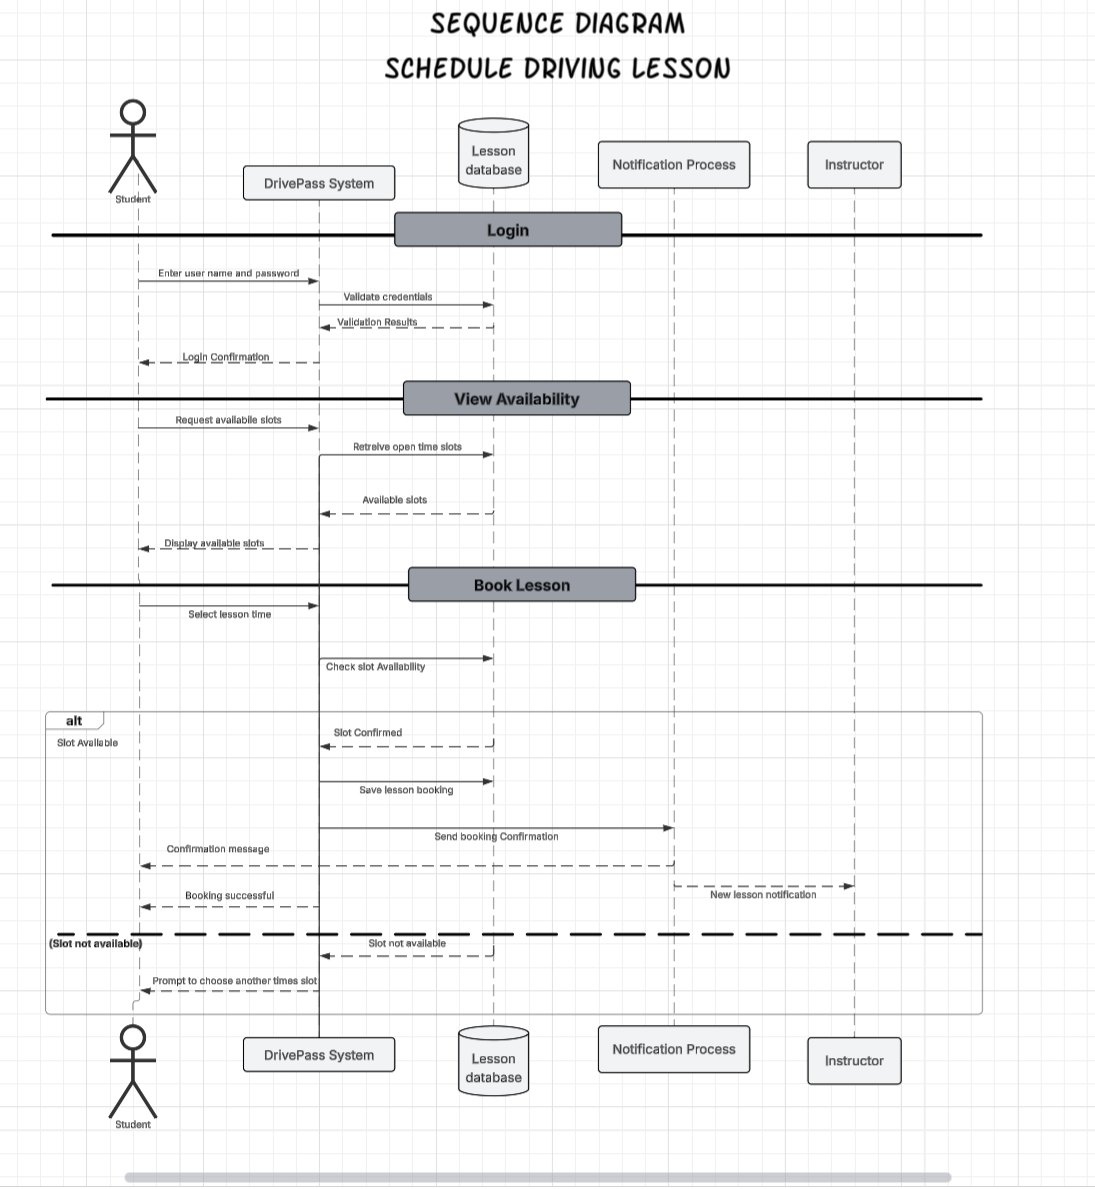 SEQUENCE DIAGRAM
SCHEDULE DRIVING LESSON
Student
DrivePass System
Lesson
database
Notification Process
Instructor
Login
Enter user name and password
Validate credentials
Validation Results
Login Confirmation
View Availability
Request availabile slots
Retreive open time slots
Available slots
Display available slots
Book Lesson
Select lesson time
Check slot Availability
alt
Slot Available
Slot Confirmed
Save lesson booking
Send booking Confirmation
Confirmation message
New lesson notification
Booking successful
(Slot not available)
Slot not available
Prompt to choose another times slot
Student
DrivePass System
Lesson
database
Notification Process
Instructor